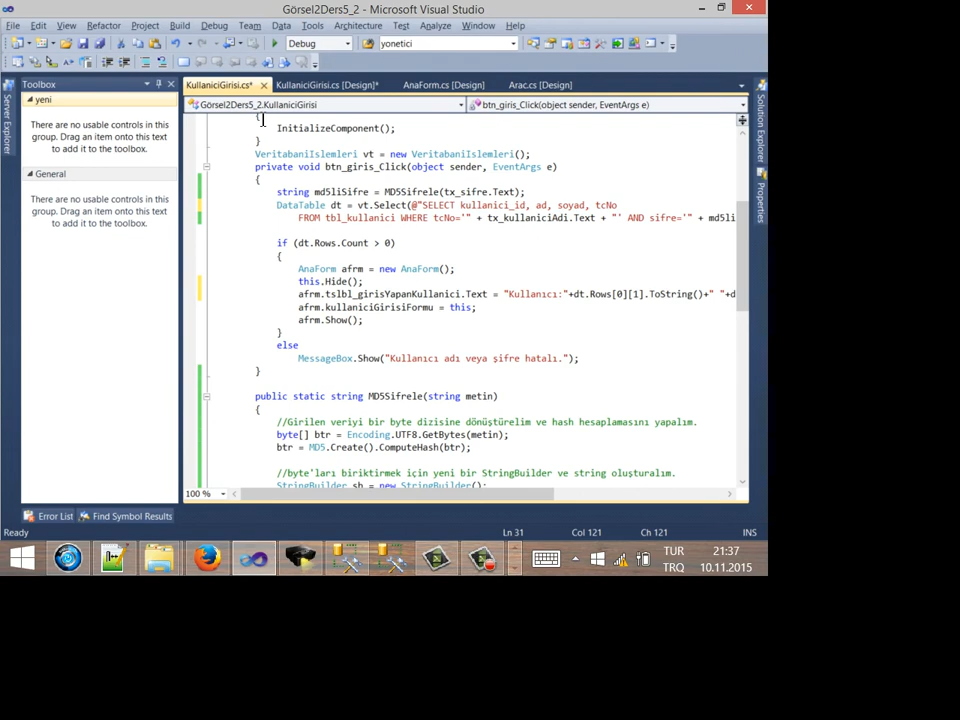 Görsel2Ders5_2 - Microsoft Visual Studio
File Edit View Refactor Project Build Debug Team Data Tools Architecture Test Analyze Window Help
Debug yonetici
Toolbox
KullaniciGirisi.cs* KullaniciGirisi.cs [Design]* AnaForm.cs [Design] Arac.cs [Design]
Server Explorer
Solution Explorer
Properties
yeni
There are no usable controls in this group. Drag an item onto this text to add it to the toolbox.
General
There are no usable controls in this group. Drag an item onto this text to add it to the toolbox.
Görsel2Ders5_2.KullaniciGirisi btn_giris_Click(object sender, EventArgs e)
{
InitializeComponent();
}
VeritabaniIslemleri vt = new VeritabaniIslemleri();
private void btn_giris_Click(object sender, EventArgs e)
{
string md5liSifre = MD5Sifrele(tx_sifre.Text);
DataTable dt = vt.Select(@"SELECT kullanici_id, ad, soyad, tcNo
FROM tbl_kullanici WHERE tcNo='" + tx_kullaniciAdi.Text + "' AND sifre='" + md5li
if (dt.Rows.Count > 0)
{
AnaForm afrm = new AnaForm();
this.Hide();
afrm.tslbl_girisYapanKullanici.Text = "Kullanıcı:"+dt.Rows[0][1].ToString()+" "+d
afrm.kullaniciGirisiFormu = this;
afrm.Show();
}
else
MessageBox.Show("Kullanıcı adı veya şifre hatalı.");
}
public static string MD5Sifrele(string metin)
{
//Girilen veriyi bir byte dizisine dönüştürelim ve hash hesaplamasını yapalım.
byte[] btr = Encoding.UTF8.GetBytes(metin);
btr = MD5.Create().ComputeHash(btr);
//byte'ları biriktirmek için yeni bir StringBuilder ve string oluşturalım.
StringBuilder sb = new StringBuilder();
100 %
Error List Find Symbol Results
Ready Ln 31 Col 121 Ch 121 INS
TUR 21:37
TRQ 10.11.2015